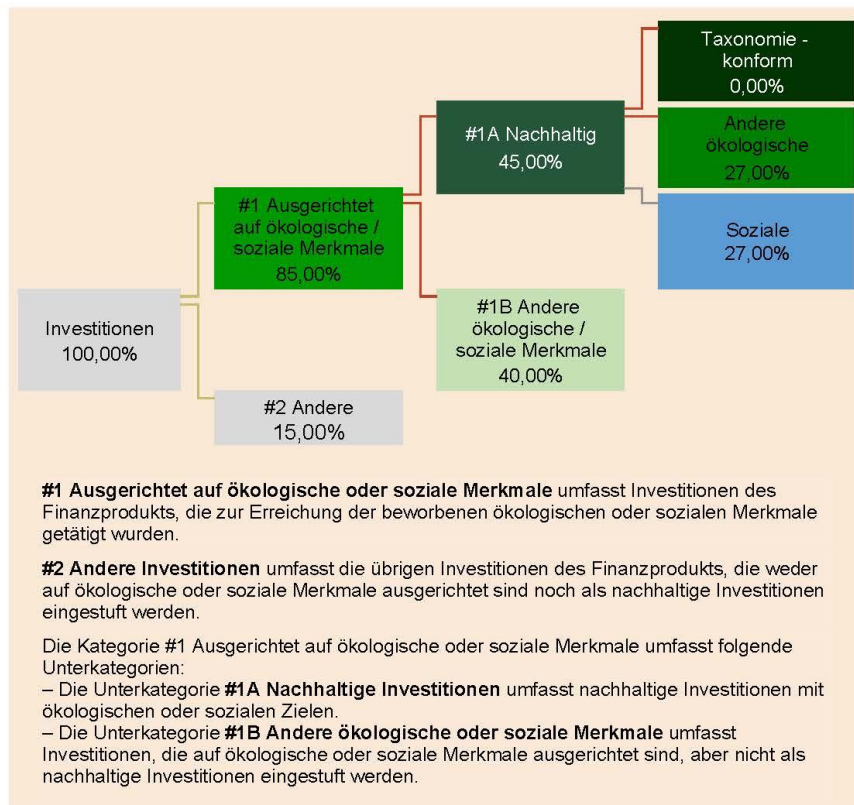 Taxonomie -
konform
0,00%
#1A Nachhaltig
45,00%
Andere
ökologische
27,00%
#1 Ausgerichtet
auf ökologische /
soziale Merkmale
85,00%
Soziale
27,00%
Investitionen
100,00%
#1B Andere
ökologische /
soziale Merkmale
40,00%
#2 Andere
15,00%
#1 Ausgerichtet auf ökologische oder soziale Merkmale umfasst Investitionen des
Finanzprodukts, die zur Erreichung der beworbenen ökologischen oder sozialen Merkmale
getätigt wurden.
#2 Andere Investitionen umfasst die übrigen Investitionen des Finanzprodukts, die weder
auf ökologische oder soziale Merkmale ausgerichtet sind noch als nachhaltige Investitionen
eingestuft werden.
Die Kategorie #1 Ausgerichtet auf ökologische oder soziale Merkmale umfasst folgende
Unterkategorien:
– Die Unterkategorie #1A Nachhaltige Investitionen umfasst nachhaltige Investitionen mit
ökologischen oder sozialen Zielen.
– Die Unterkategorie #1B Andere ökologische oder soziale Merkmale umfasst
Investitionen, die auf ökologische oder soziale Merkmale ausgerichtet sind, aber nicht als
nachhaltige Investitionen eingestuft werden.